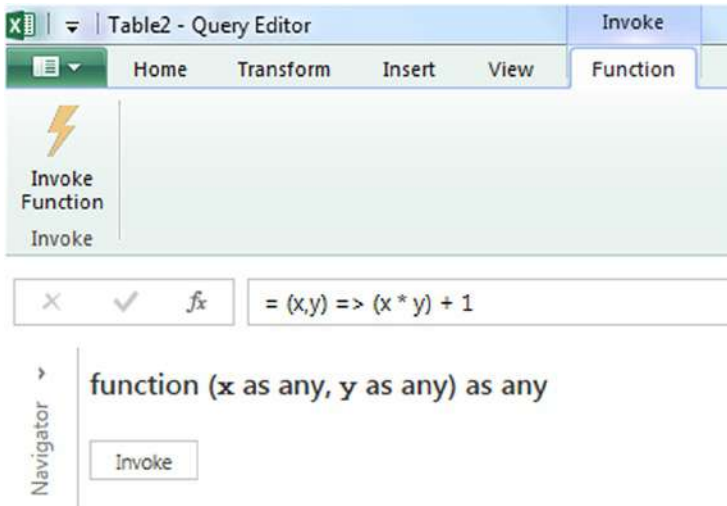 Table2 - Query Editor
Invoke
Home Transform Insert View Function
Invoke
Function
Invoke
fx = (x,y) => (x * y) + 1
function (x as any, y as any) as any
Navigator
Invoke